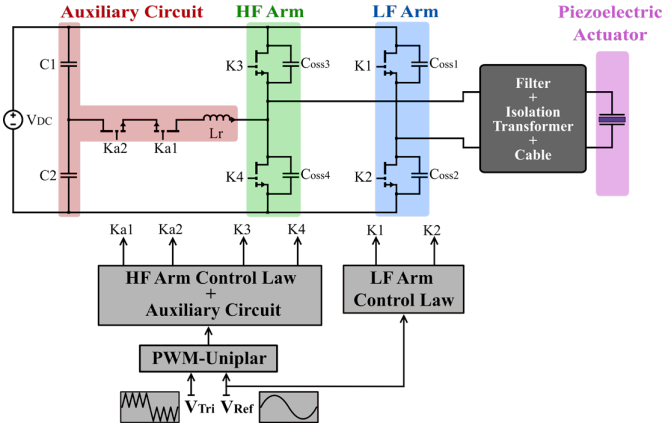 Auxiliary Circuit
HF Arm
LF Arm
Piezoelectric
Actuator
C1
K3
Coss3
K1
Coss1
Filter
+
Isolation
Transformer
+
Cable
VDC
Lr
Ka2
Ka1
C2
K4
Coss4
K2
Coss2
Ka1
Ka2
K3
K4
K1
K2
HF Arm Control Law
+
Auxiliary Circuit
LF Arm
Control Law
PWM-Uniplar
VTri
VRef